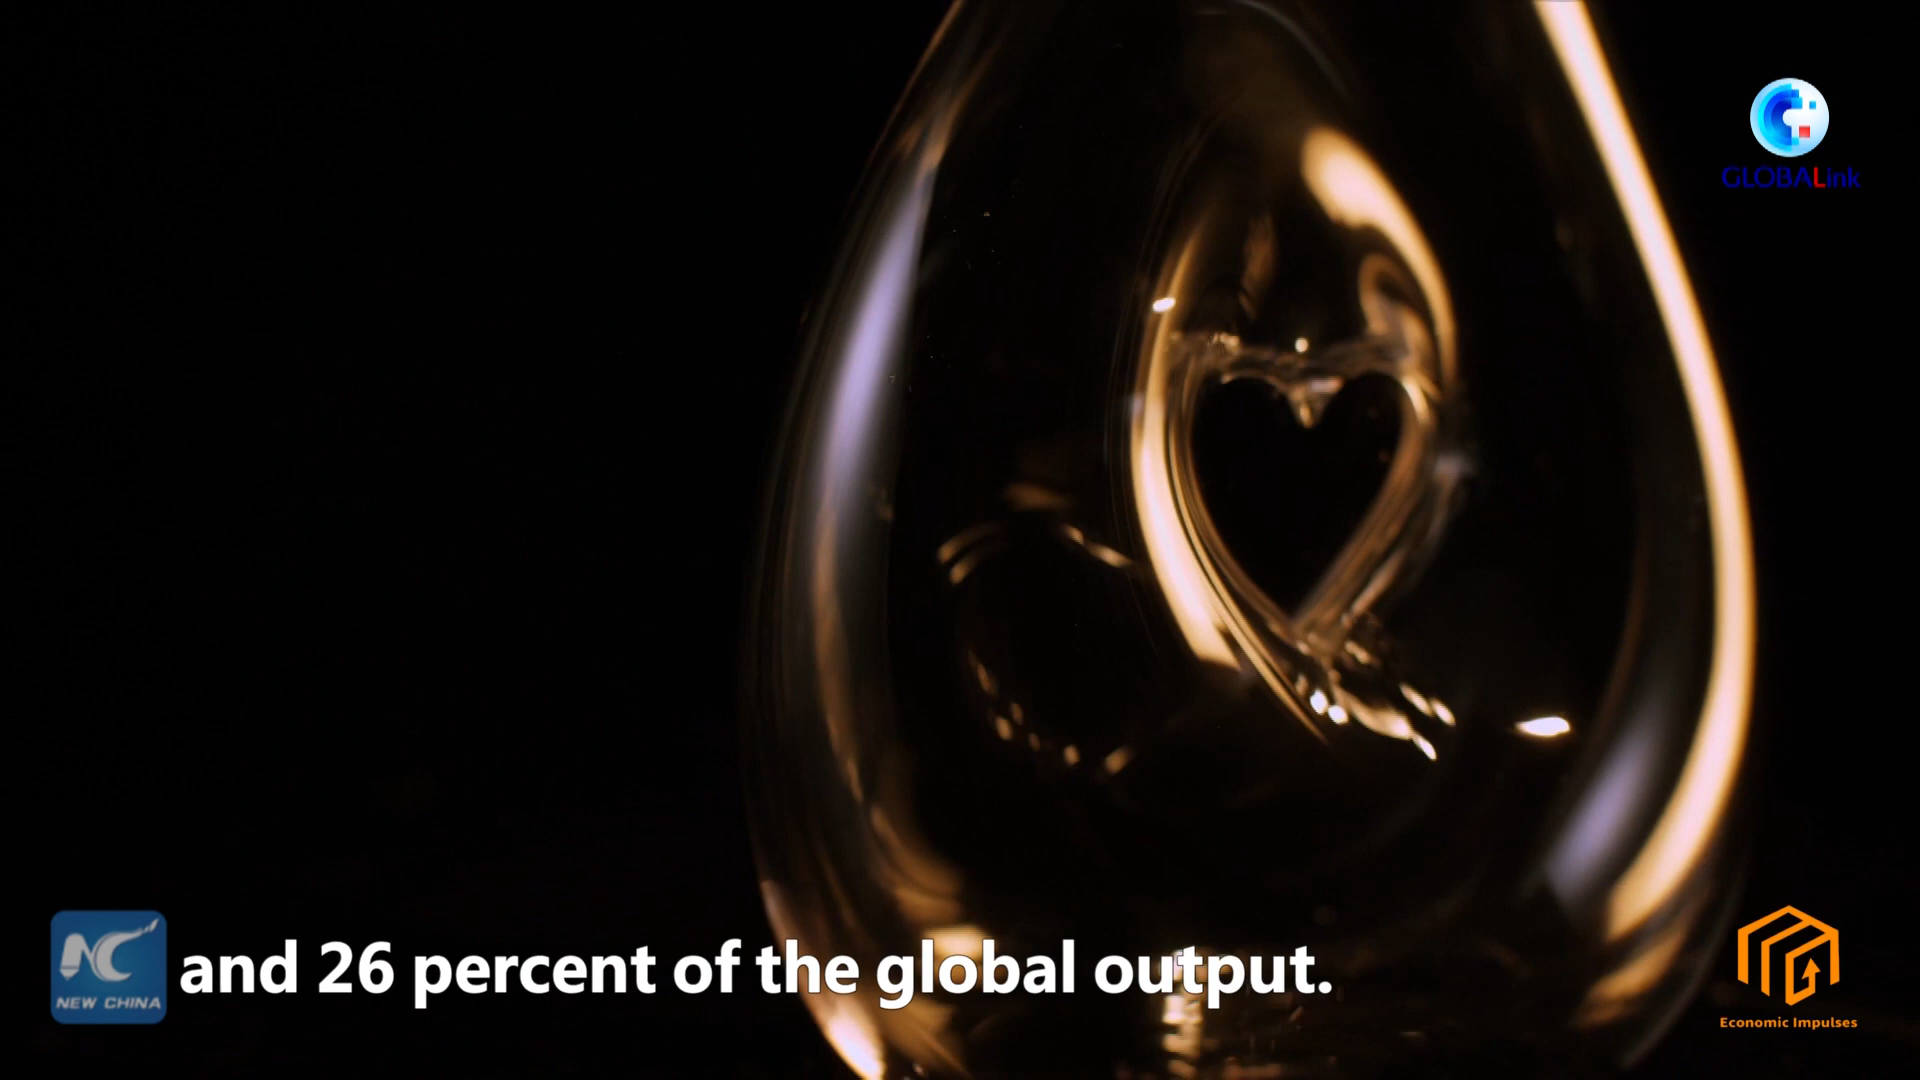 GLOBALink
and 26 percent of the global output.
NEW CHINA
Economic Impulses